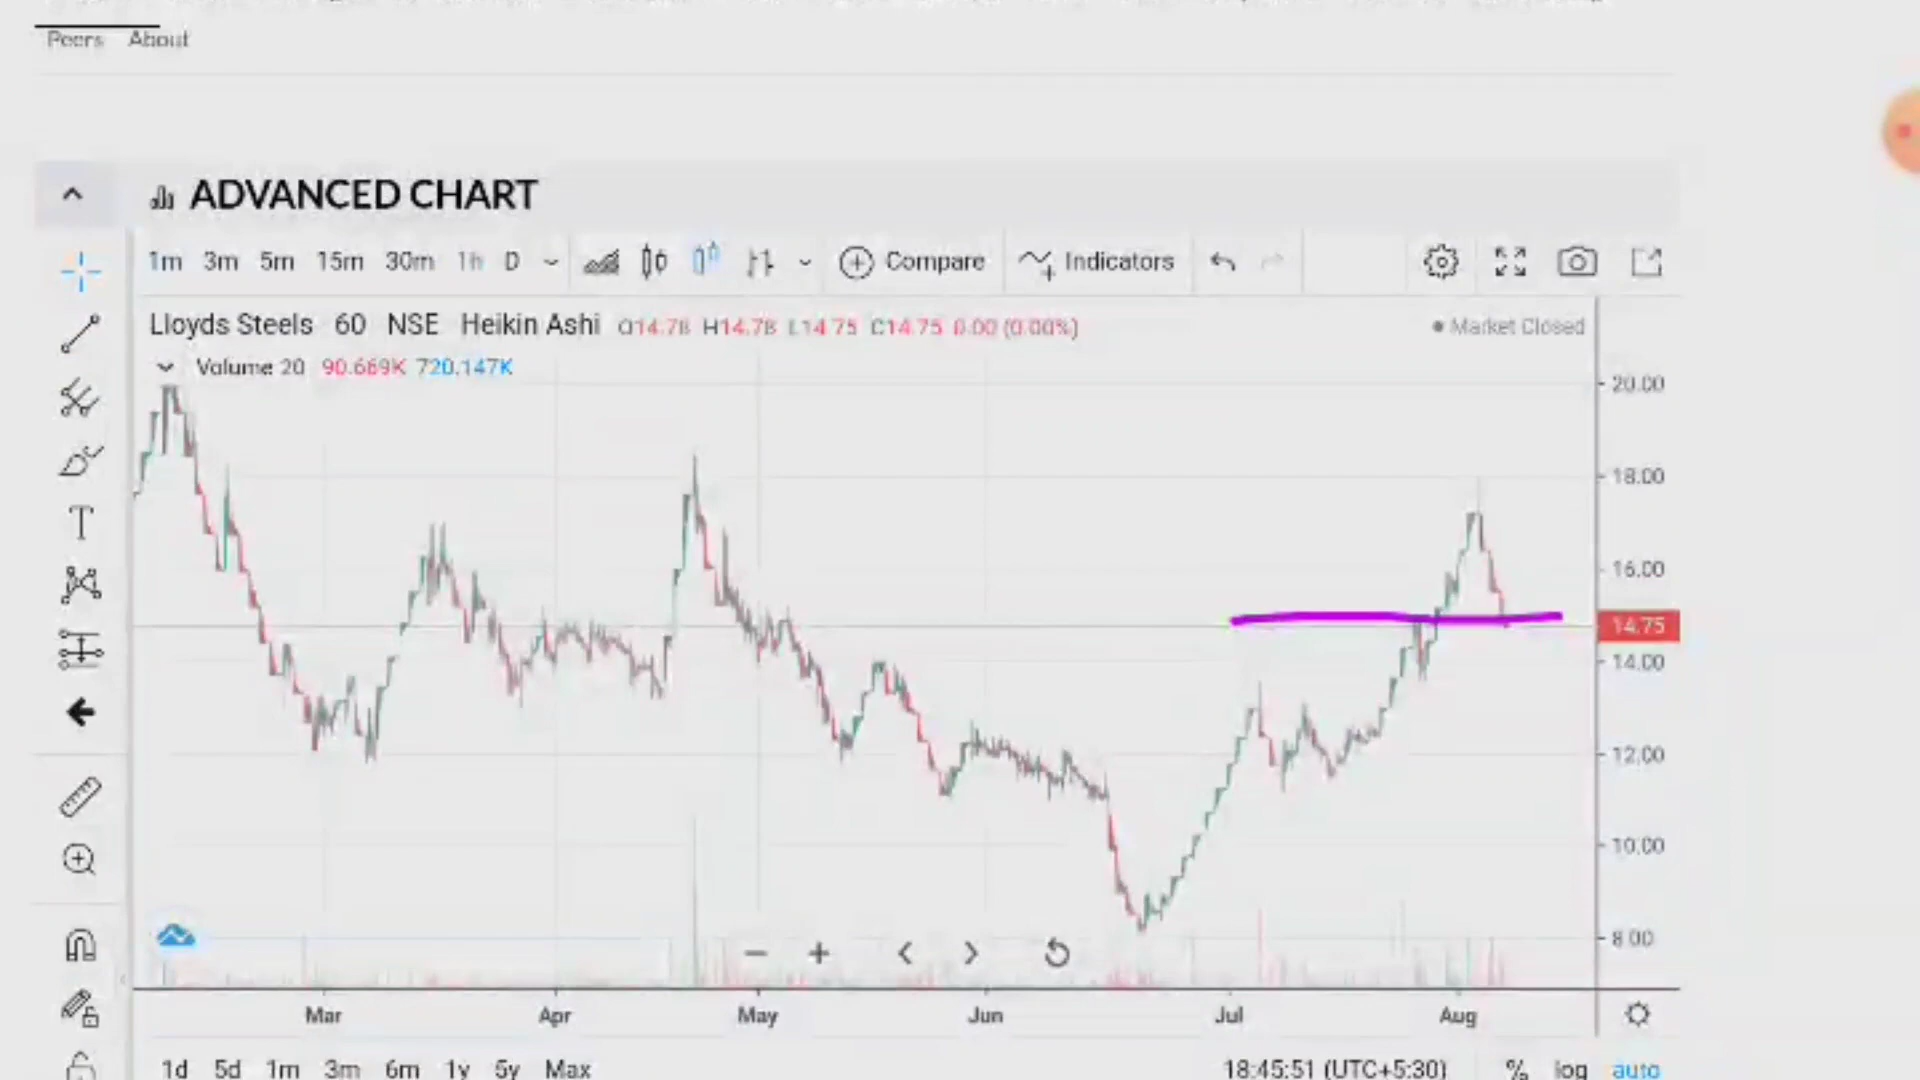 Peers About
ADVANCED CHART
1m 3m 5m 15m 30m 1h D Compare Indicators
Lloyds Steels 60 NSE Heikin Ashi O14.78 H14.78 L14.75 C14.75 0.00 (0.00%) Market Closed
Volume 20 90.669K 720.147K
20.00
18.00
16.00
14.75
14.00
12.00
10.00
8.00
Mar Apr May Jun Jul Aug
1d 5d 1m 3m 6m 1y 5y Max 18:45:51 (UTC+5:30) % log auto